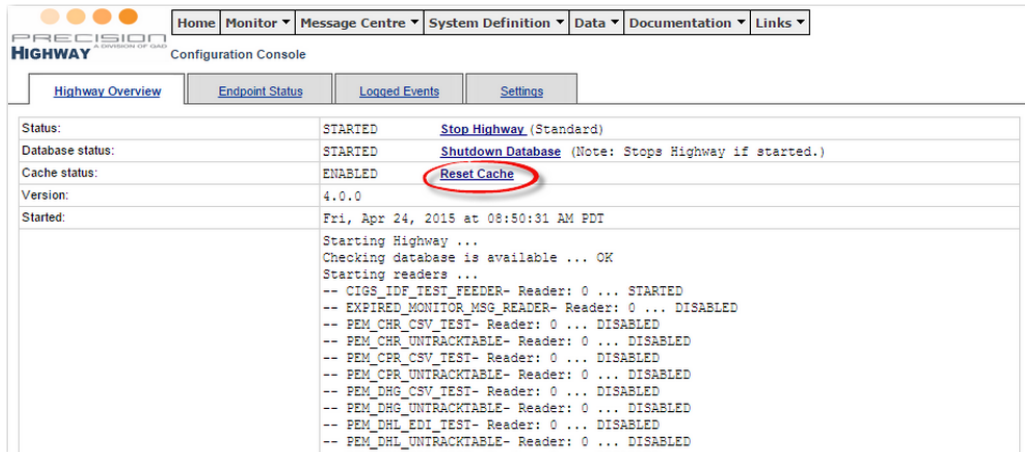 Home Monitor Message Centre System Definition Data Documentation Links
PRECISION
A DIVISION OF QAD
HIGHWAY
Configuration Console
Highway Overview Endpoint Status Logged Events Settings
Status: STARTED Stop Highway (Standard)
Database status: STARTED Shutdown Database (Note: Stops Highway if started.)
Cache status: ENABLED Reset Cache
Version: 4.0.0
Started: Fri, Apr 24, 2015 at 08:50:31 AM PDT
Starting Highway ...
Checking database is available ... OK
Starting readers ...
-- CIGS_IDF_TEST_FEEDER- Reader: 0 ... STARTED
-- EXPIRED_MONITOR_MSG_READER- Reader: 0 ... DISABLED
-- PEM_CHR_CSV_TEST- Reader: 0 ... DISABLED
-- PEM_CHR_UNTRACKTABLE- Reader: 0 ... DISABLED
-- PEM_CPR_CSV_TEST- Reader: 0 ... DISABLED
-- PEM_CPR_UNTRACKTABLE- Reader: 0 ... DISABLED
-- PEM_DHG_CSV_TEST- Reader: 0 ... DISABLED
-- PEM_DHG_UNTRACKTABLE- Reader: 0 ... DISABLED
-- PEM_DHL_EDI_TEST- Reader: 0 ... DISABLED
-- PEM_DHL_UNTRACKTABLE- Reader: 0 ... DISABLED